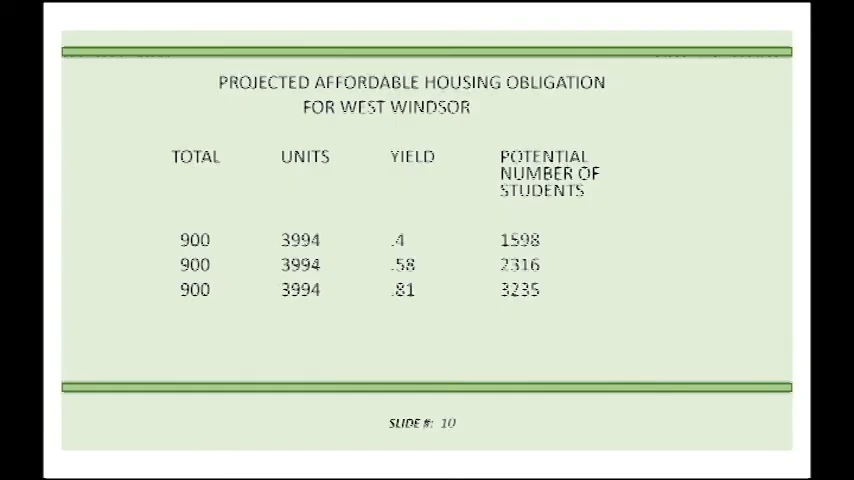 PROJECTED AFFORDABLE HOUSING OBLIGATION
FOR WEST WINDSOR
TOTAL UNITS YIELD POTENTIAL
NUMBER OF
STUDENTS
900 3994 .4 1598
900 3994 .58 2316
900 3994 .81 3235
SLIDE #: 10